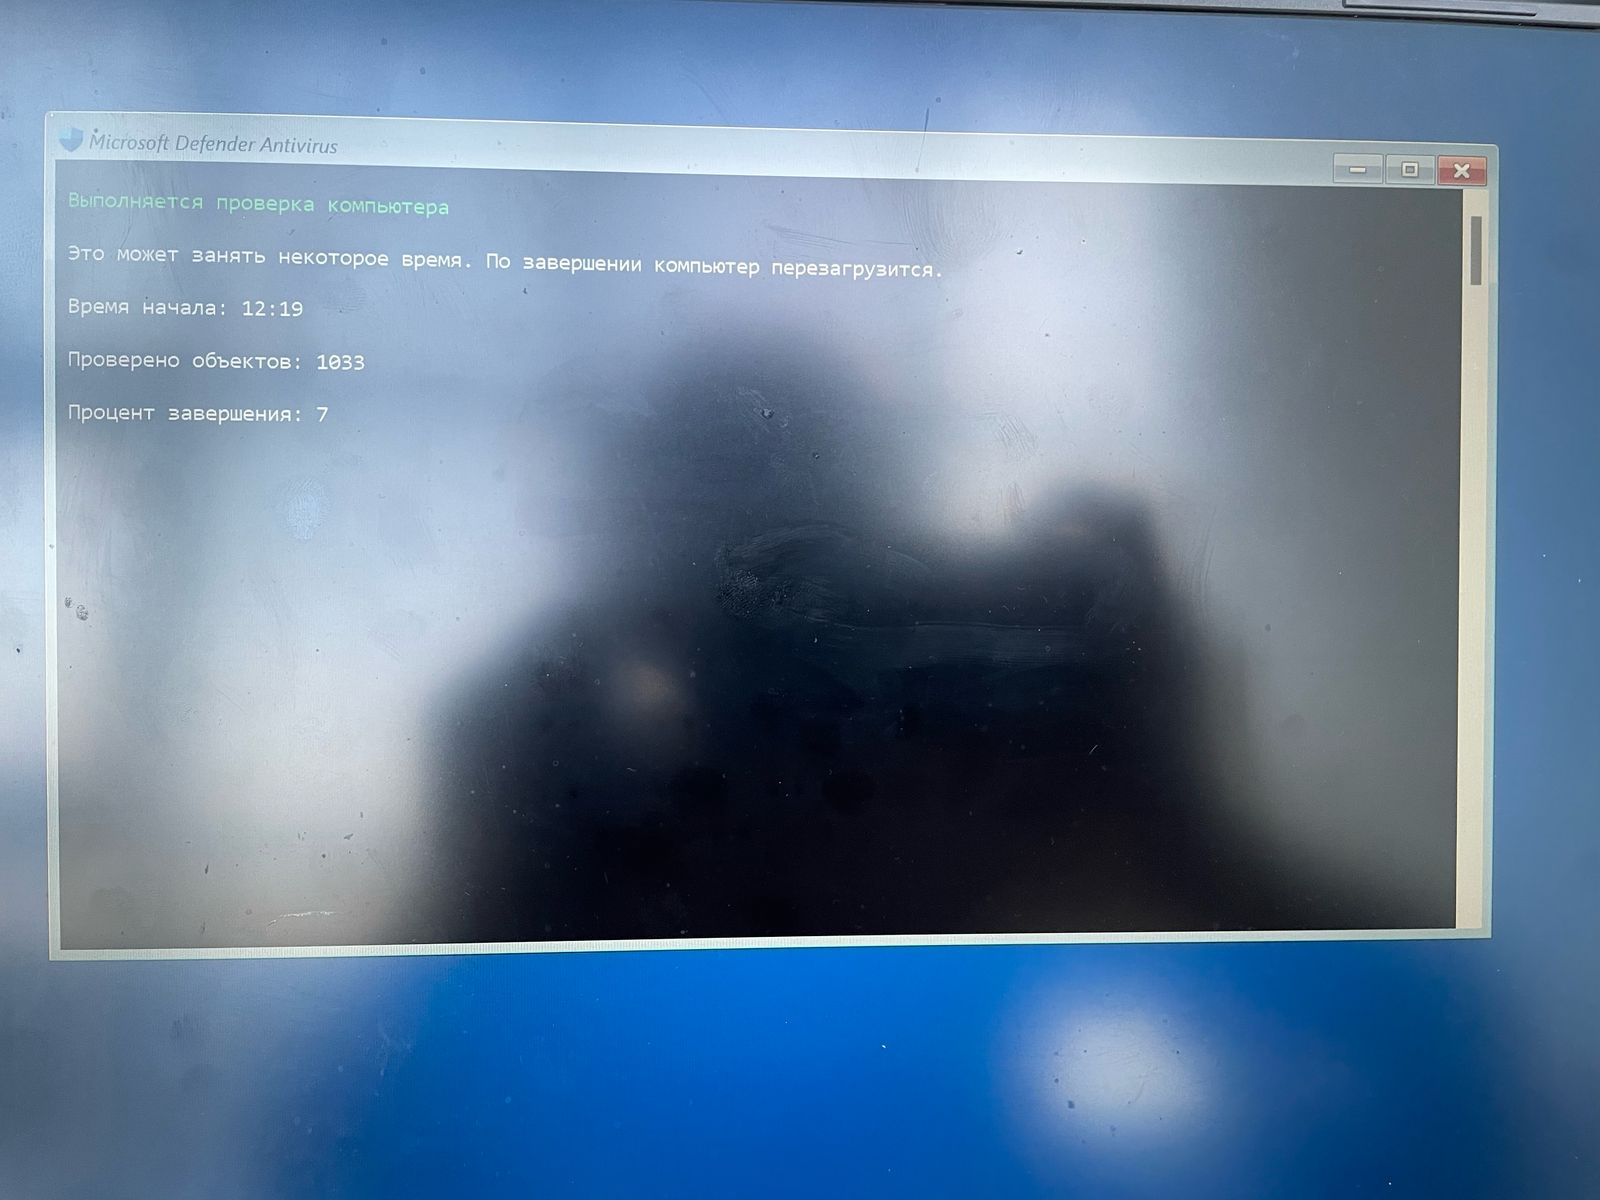 Microsoft Defender Antivirus
Выполняется проверка компьютера
Это может занять некоторое время. По завершении компьютер перезагрузится.
Время начала: 12:19
Проверено объектов: 1033
Процент завершения: 7